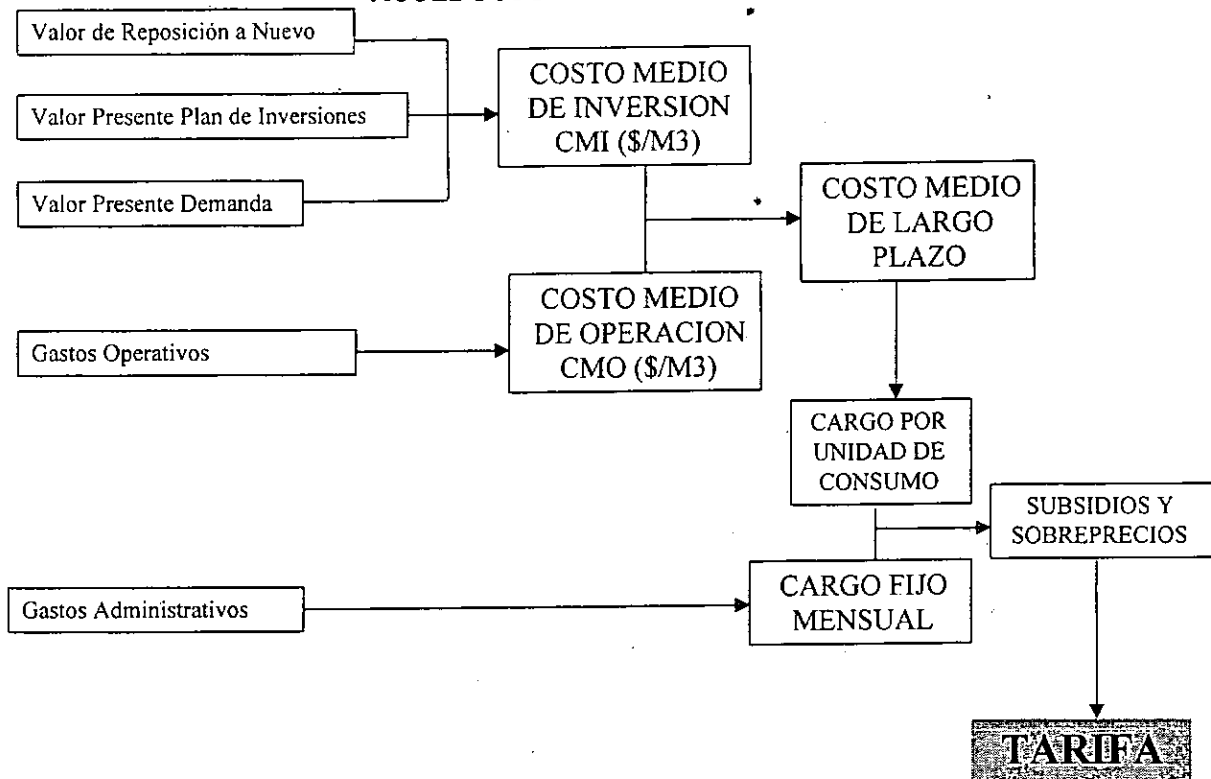 Valor de Reposición a Nuevo
Valor Presente Plan de Inversiones
Valor Presente Demanda
COSTO MEDIO
DE INVERSION
CMI ($/M3)
COSTO MEDIO
DE LARGO
PLAZO
Gastos Operativos
COSTO MEDIO
DE OPERACION
CMO ($/M3)
CARGO POR
UNIDAD DE
CONSUMO
SUBSIDIOS Y
SOBREPRECIOS
Gastos Administrativos
CARGO FIJO
MENSUAL
TARIFA